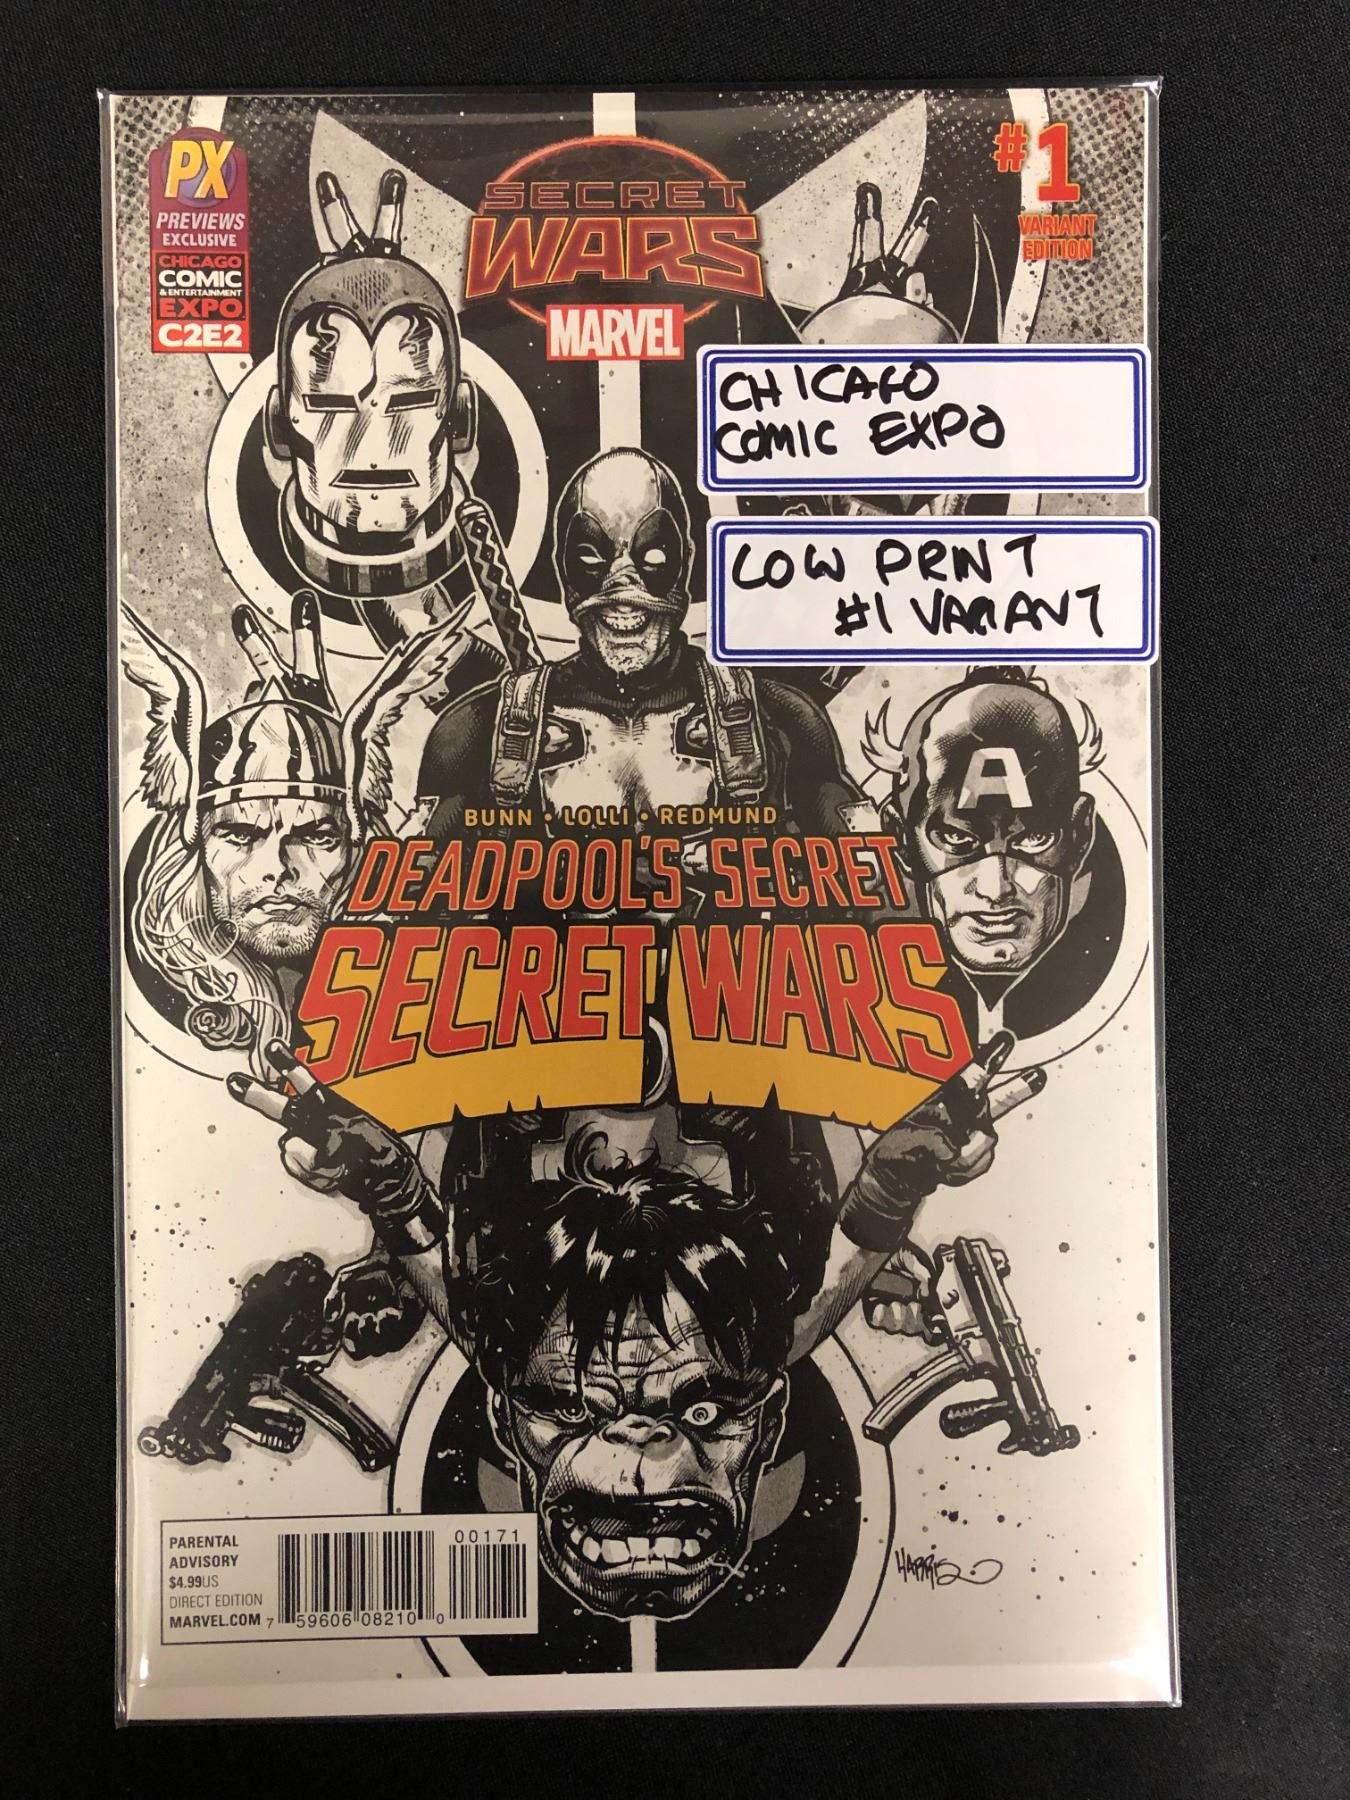 PX
PREVIEWS
EXCLUSIVE
CHICAGO
COMIC
& ENTERTAINMENT
EXPO
C2E2
SECRET
WARS
MARVEL
#1
VARIANT
EDITION
CHICAGO
COMIC EXPO
LOW PRINT
#1 VARIANT
A
BUNN • LOLLI • REDMUND
DEADPOOL'S SECRET
SECRET WARS
PARENTAL
ADVISORY
$4.99US
DIRECT EDITION
MARVEL.COM
00171
7 59606 08210 0
HARRIS